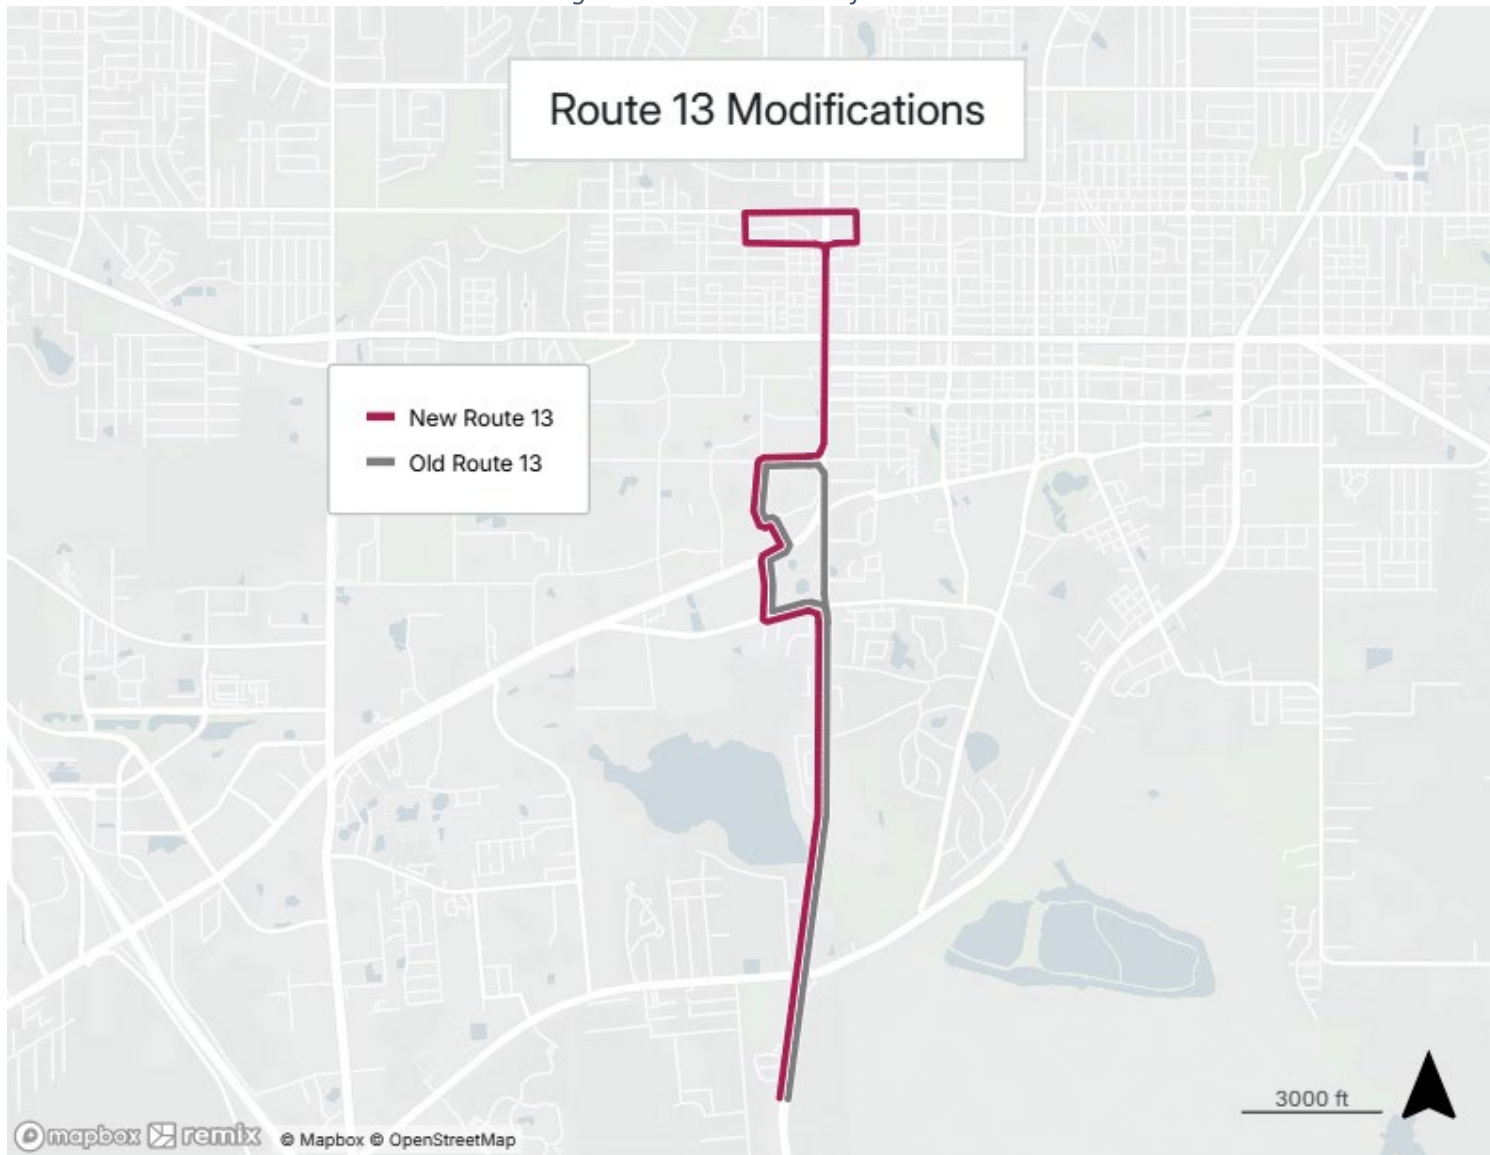 Route 13 Modifications
New Route 13
Old Route 13
3000 ft
mapbox remix © Mapbox © OpenStreetMap